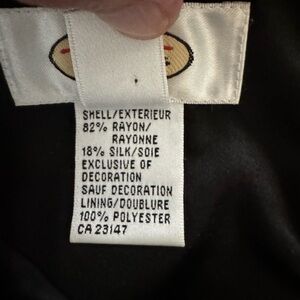 SHELL/EXTERIEUR
82% RAYON/
RAYONNE
18% SILK/SOIE
EXCLUSIVE OF
DECORATION
SAUF DECORATION
LINING/DOUBLURE
100% POLYESTER
CA 23147